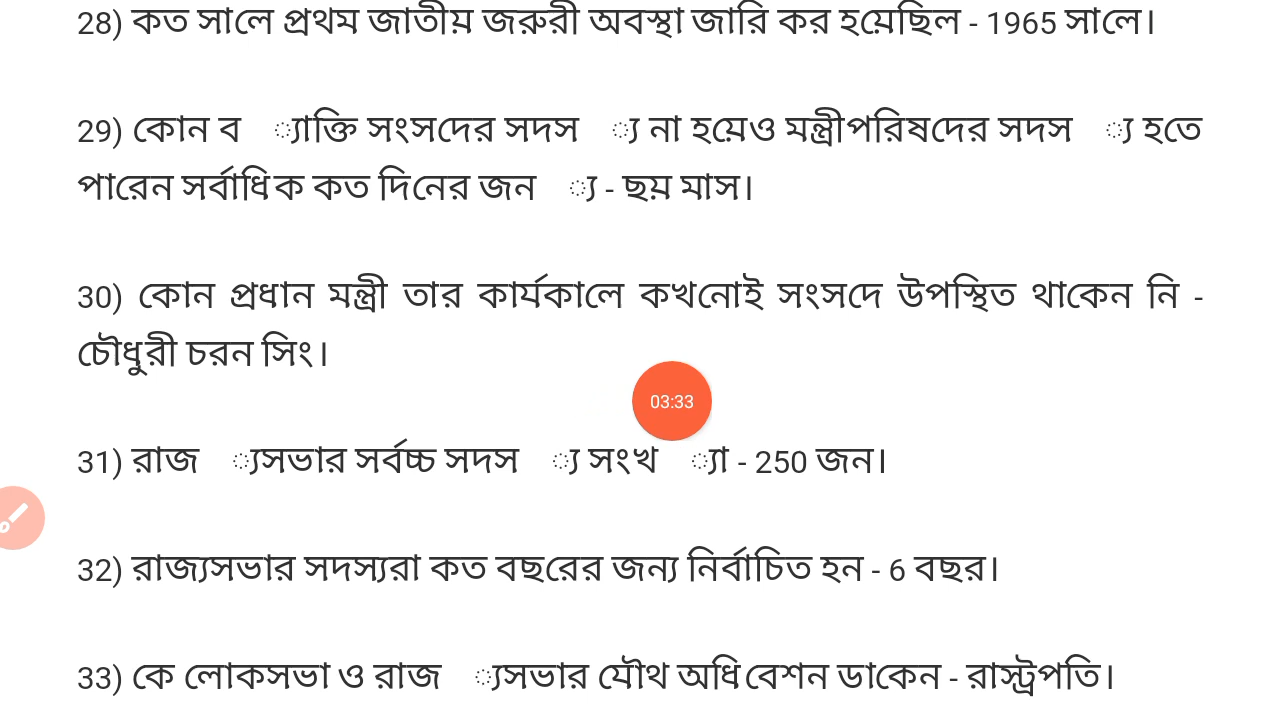 28) কত সালে প্রথম জাতীয় জরুরী অবস্থা জারি কর হয়েছিল - 1965 সালে।
29) কোন ব ্যাক্তি সংসদের সদস ্য না হয়েও মন্ত্রীপরিষদের সদস ্য হতে
পারেন সর্বাধিক কত দিনের জন ্য - ছয় মাস।
30) কোন প্রধান মন্ত্রী তার কার্যকালে কখনোই সংসদে উপস্থিত থাকেন নি -
চৌধুরী চরন সিং।
03:33
31) রাজ ্যসভার সর্বচ্চ সদস ্য সংখ ্যা - 250 জন।
32) রাজ্যসভার সদস্যরা কত বছরের জন্য নির্বাচিত হন - 6 বছর।
33) কে লোকসভা ও রাজ ্যসভার যৌথ অধিবেশন ডাকেন - রাস্ট্রপতি।